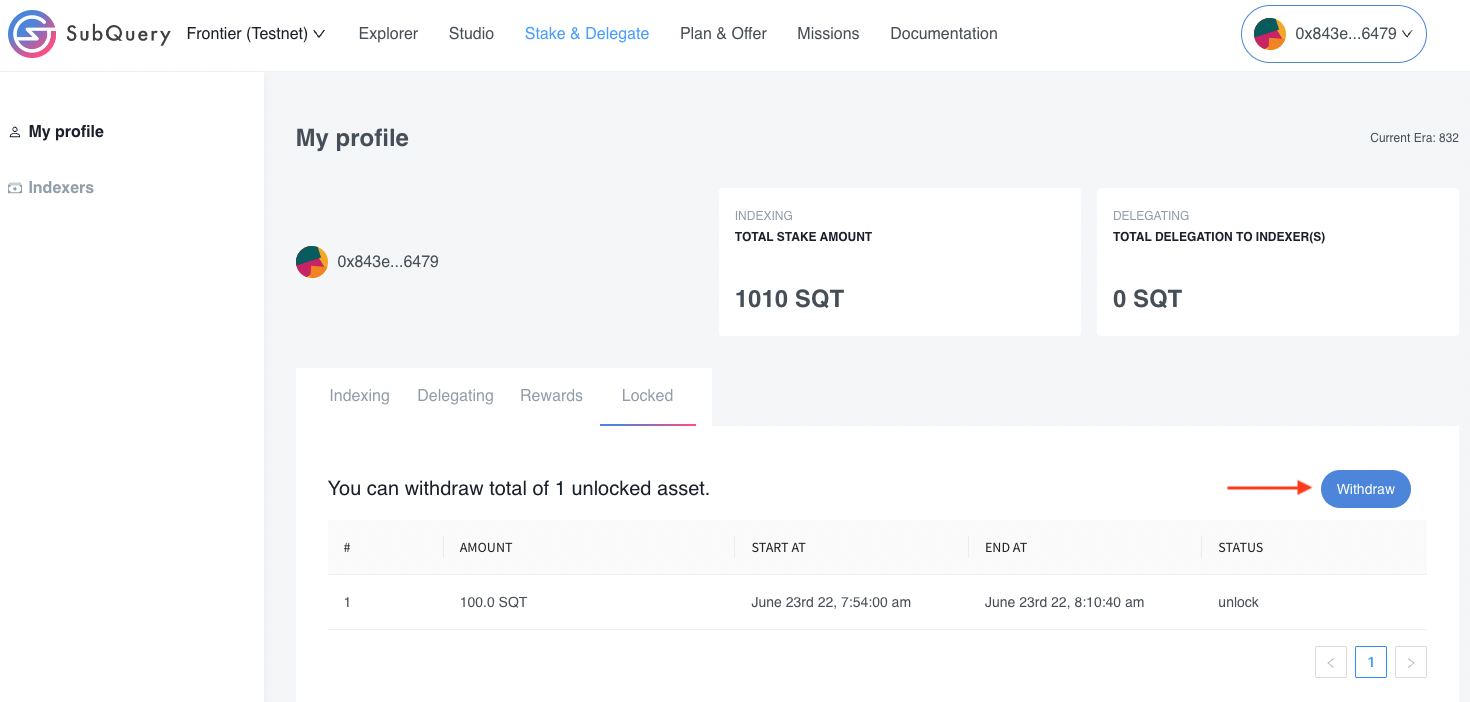 SubQuery Frontier (Testnet) Explorer Studio Stake & Delegate Plan & Offer Missions Documentation 0x843e...6479
My profile
Indexers
My profile
Current Era: 832
0x843e...6479
INDEXING
TOTAL STAKE AMOUNT
1010 SQT
DELEGATING
TOTAL DELEGATION TO INDEXER(S)
0 SQT
Indexing Delegating Rewards Locked
You can withdraw total of 1 unlocked asset.
Withdraw
# AMOUNT START AT END AT STATUS
1 100.0 SQT June 23rd 22, 7:54:00 am June 23rd 22, 8:10:40 am unlock
< 1 >